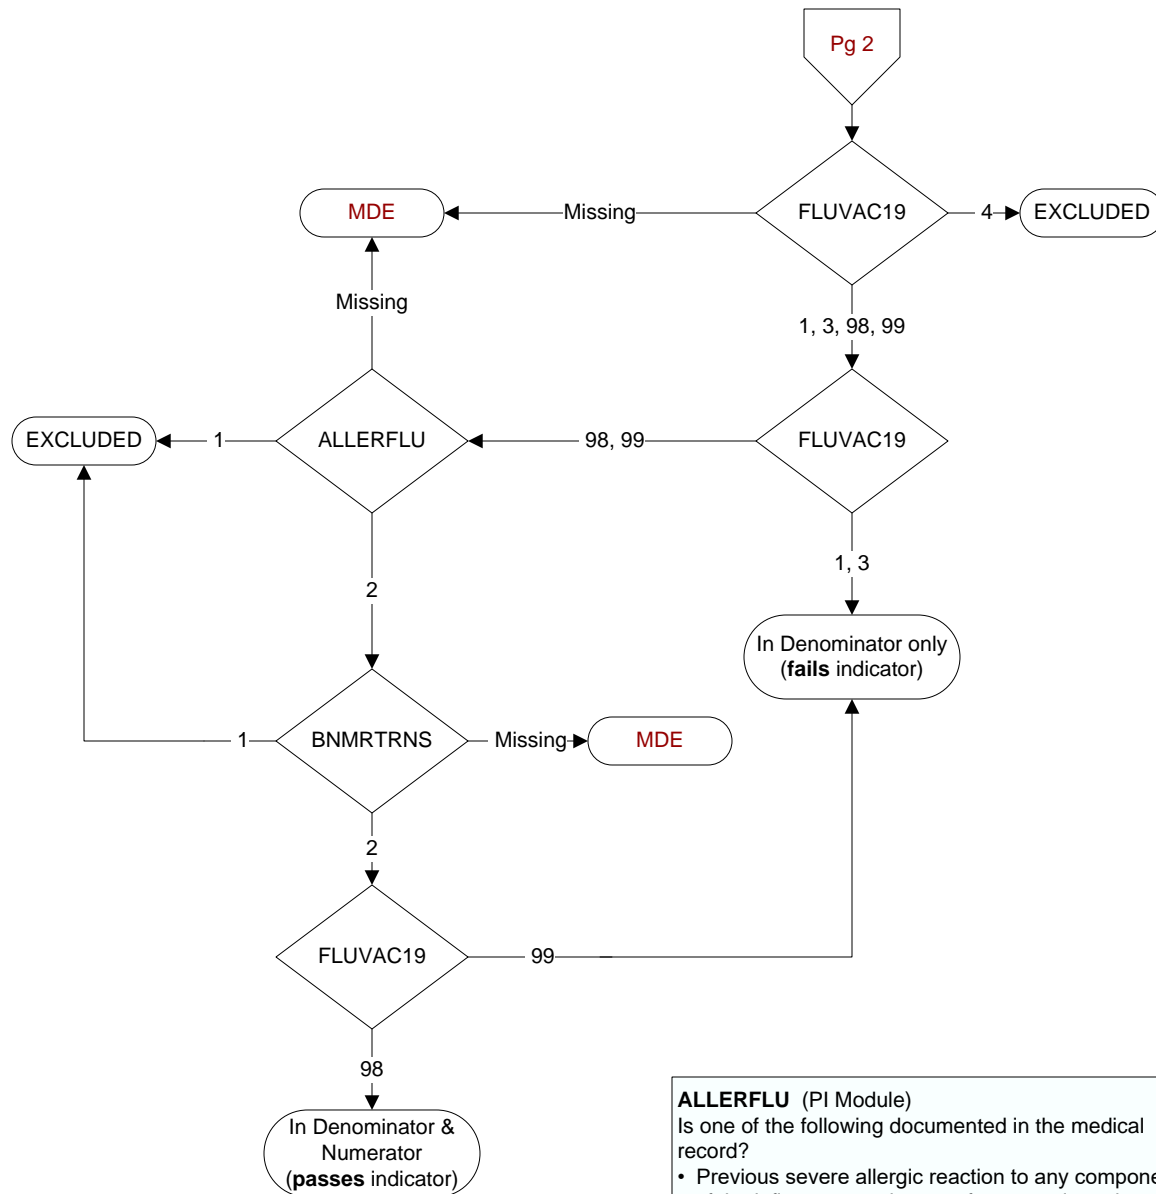 Pg 2
MDE
Missing
FLUVAC19
4
EXCLUDED
Missing
1, 3, 98, 99
EXCLUDED
1
ALLERFLU
98, 99
FLUVAC19
2
1, 3
In Denominator only
(fails indicator)
1
BNMRTRNS
Missing
MDE
2
FLUVAC19
99
98
In Denominator &
Numerator
(passes indicator)
ALLERFLU (PI Module)
Is one of the following documented in the medical
record?
• Previous severe allergic reaction to any compone